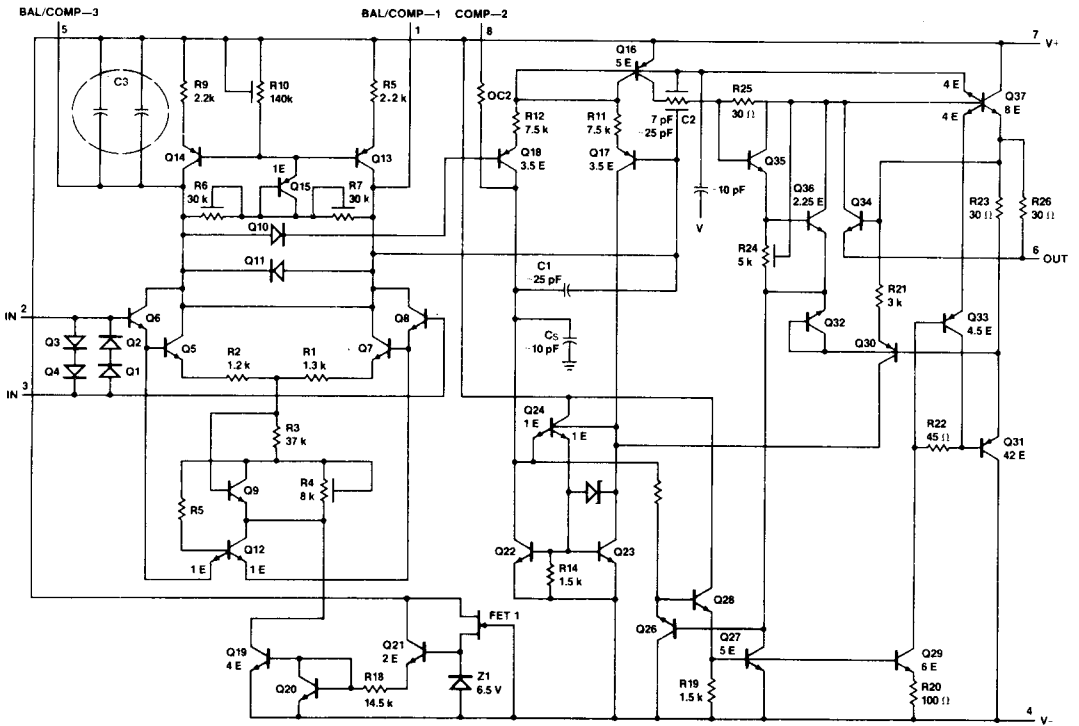 BAL/COMP—3 BAL/COMP—1 COMP—2
5 1 8
7 V+
C3
R9
2.2k
R10
140k
R5
2.2k
OC2
Q16
5 E
R12
7.5 k
R11
7.5k
7 pF C2
~25 pF
R25
30 Ω
4 E
4 E
Q37
8 E
Q14
Q13
Q18
3.5 E
Q17
3.5 E
~10 pF
V
Q35
1E
Q15
R6
30 k
R7
30k
Q36
2.25 E
Q34
R23
30 Ω
R26
30 Ω
Q10
Q11
R24
5 k
6 OUT
C1
~25 pF
R21
3 k
IN 2
Q6
Q8
Q3
Q2
Q5
Q7
Q4
Q1
R2
1.2 k
R1
1.3k
CS
~10 pF
Q32
Q30
Q33
4.5 E
IN 3
Q24
1 E
1 E
R3
37 k
R22
45 Ω
Q31
42 E
Q9
R4
8 k
R5
Q12
1 E 1 E
Q22
Q23
R14
1.5 k
Q28
Q26
FET 1
Q19
4 E
Q21
2 E
Q20
R18
14.5 k
Z1
6.5 V
R19
1.5 k
Q27
5 E
Q29
6 E
R20
100 Ω
4 V–